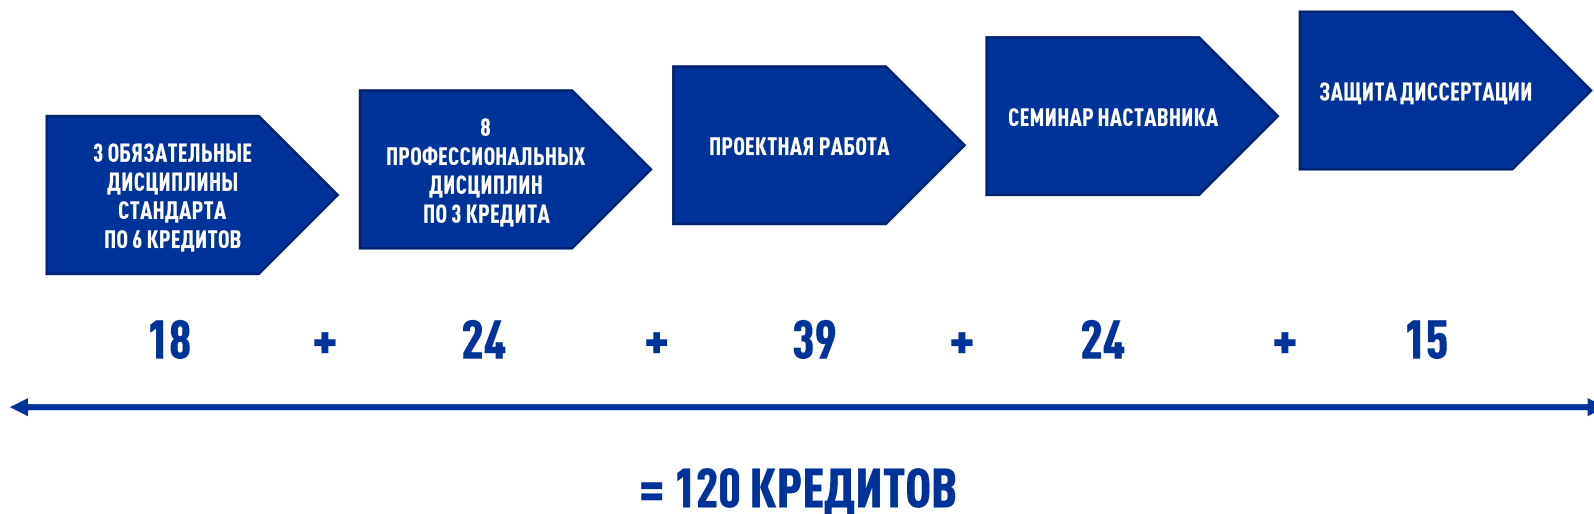 3 ОБЯЗАТЕЛЬНЫЕ
ДИСЦИПЛИНЫ
СТАНДАРТА
ПО 6 КРЕДИТОВ
8
ПРОФЕССИОНАЛЬНЫХ
ДИСЦИПЛИН
ПО 3 КРЕДИТА
ПРОЕКТНАЯ РАБОТА
СЕМИНАР НАСТАВНИКА
ЗАЩИТА ДИССЕРТАЦИИ
18 + 24 + 39 + 24 + 15
= 120 КРЕДИТОВ